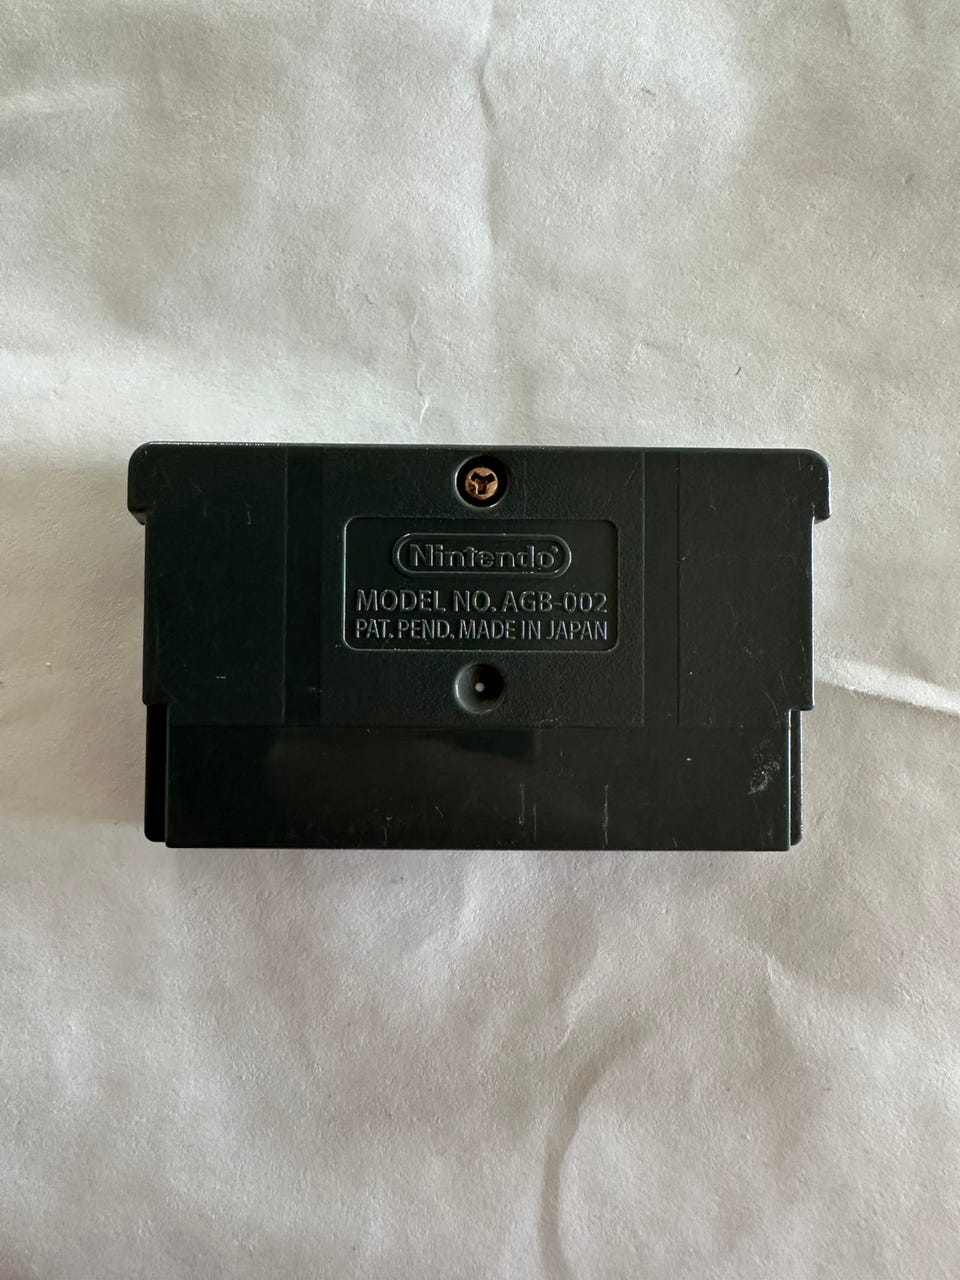 Nintendo®
MODEL NO. AGB-002
PAT. PEND. MADE IN JAPAN